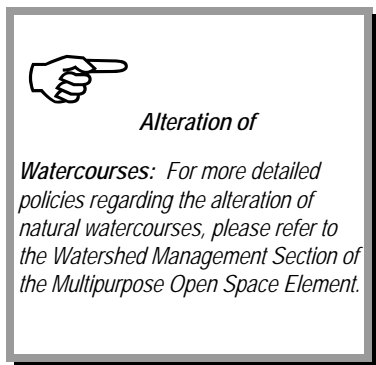 Alteration of
Watercourses: For more detailed
policies regarding the alteration of
natural watercourses, please refer to
the Watershed Management Section of
the Multipurpose Open Space Element.